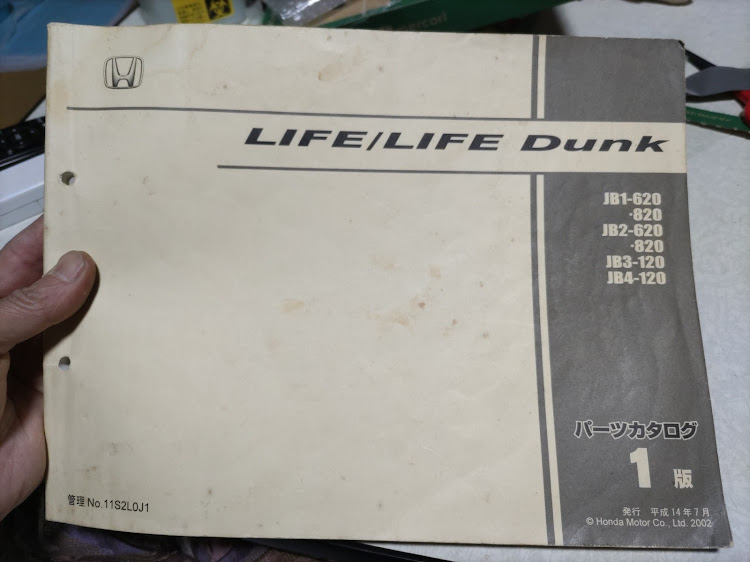 mercari
LIFE/LIFE Dunk
JB1-620
·820
JB2-620
·820
JB3-120
JB4-120
パーツカタログ
1 版
管理 No.11S2L0J1
発行 平成14年7月
© Honda Motor Co., Ltd. 2002